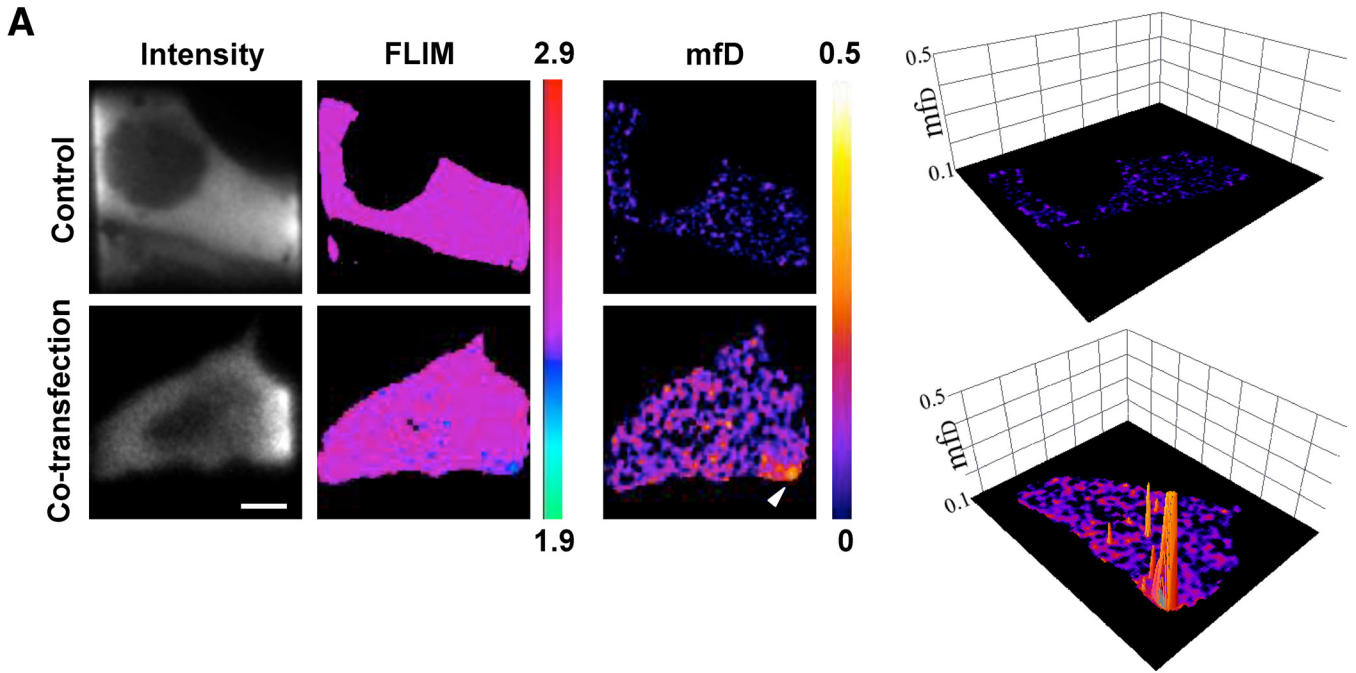 A
Intensity
FLIM
2.9
mfD
0.5
Control
Co-transfection
1.9
0
0.5
mfD
0.1
0.5
mfD
0.1